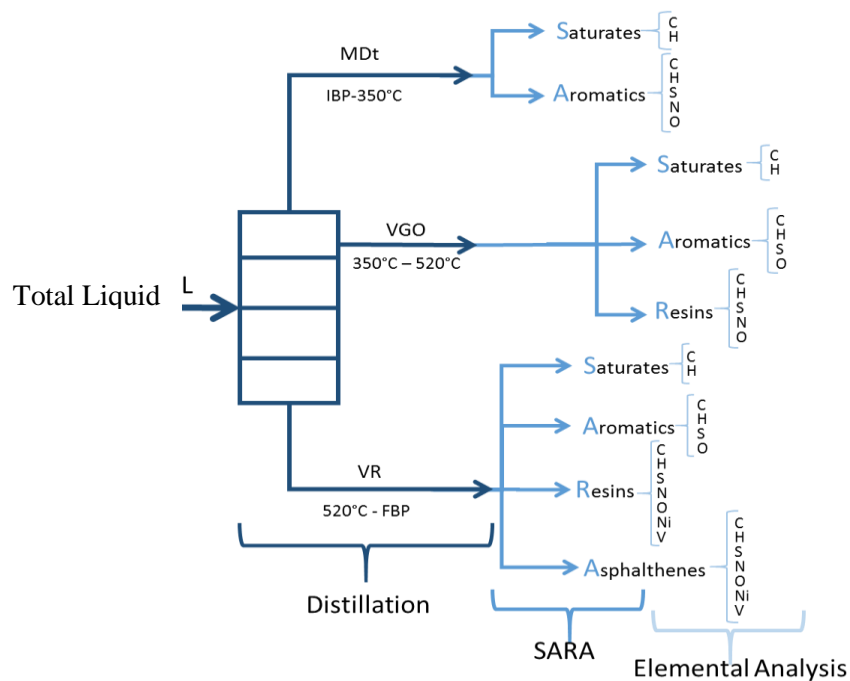 Saturates
C
H
MDt
IBP-350°C
Aromatics
C
H
S
N
O
Saturates
C
H
VGO
350°C – 520°C
Aromatics
C
H
S
O
Total Liquid
L
Resins
C
H
S
N
O
Saturates
C
H
Aromatics
C
H
S
O
VR
520°C - FBP
Resins
C
H
S
N
O
Ni
V
Asphalthenes
C
H
S
N
O
Ni
V
Distillation
SARA
Elemental Analysis